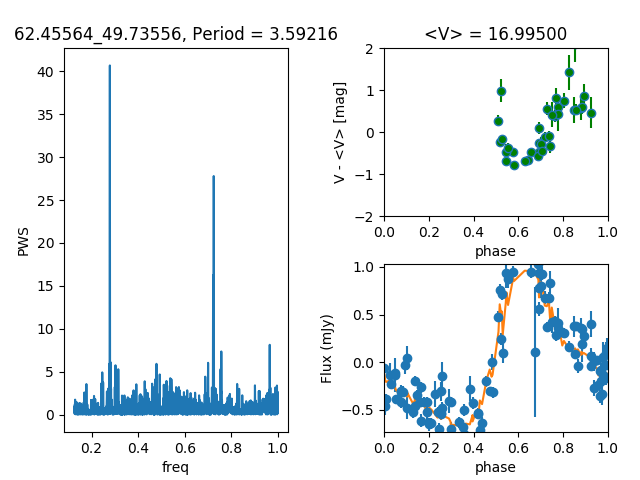 62.45564_49.73556, Period = 3.59216
<V> = 16.99500
PWS
40
35
30
25
20
15
10
5
0
0.2 0.4 0.6 0.8 1.0
freq
V - <V> [mag]
2
1
0
−1
−2
0.0 0.2 0.4 0.6 0.8 1.0
phase
Flux (mJy)
1.0
0.5
0.0
−0.5
0.0 0.2 0.4 0.6 0.8 1.0
phase